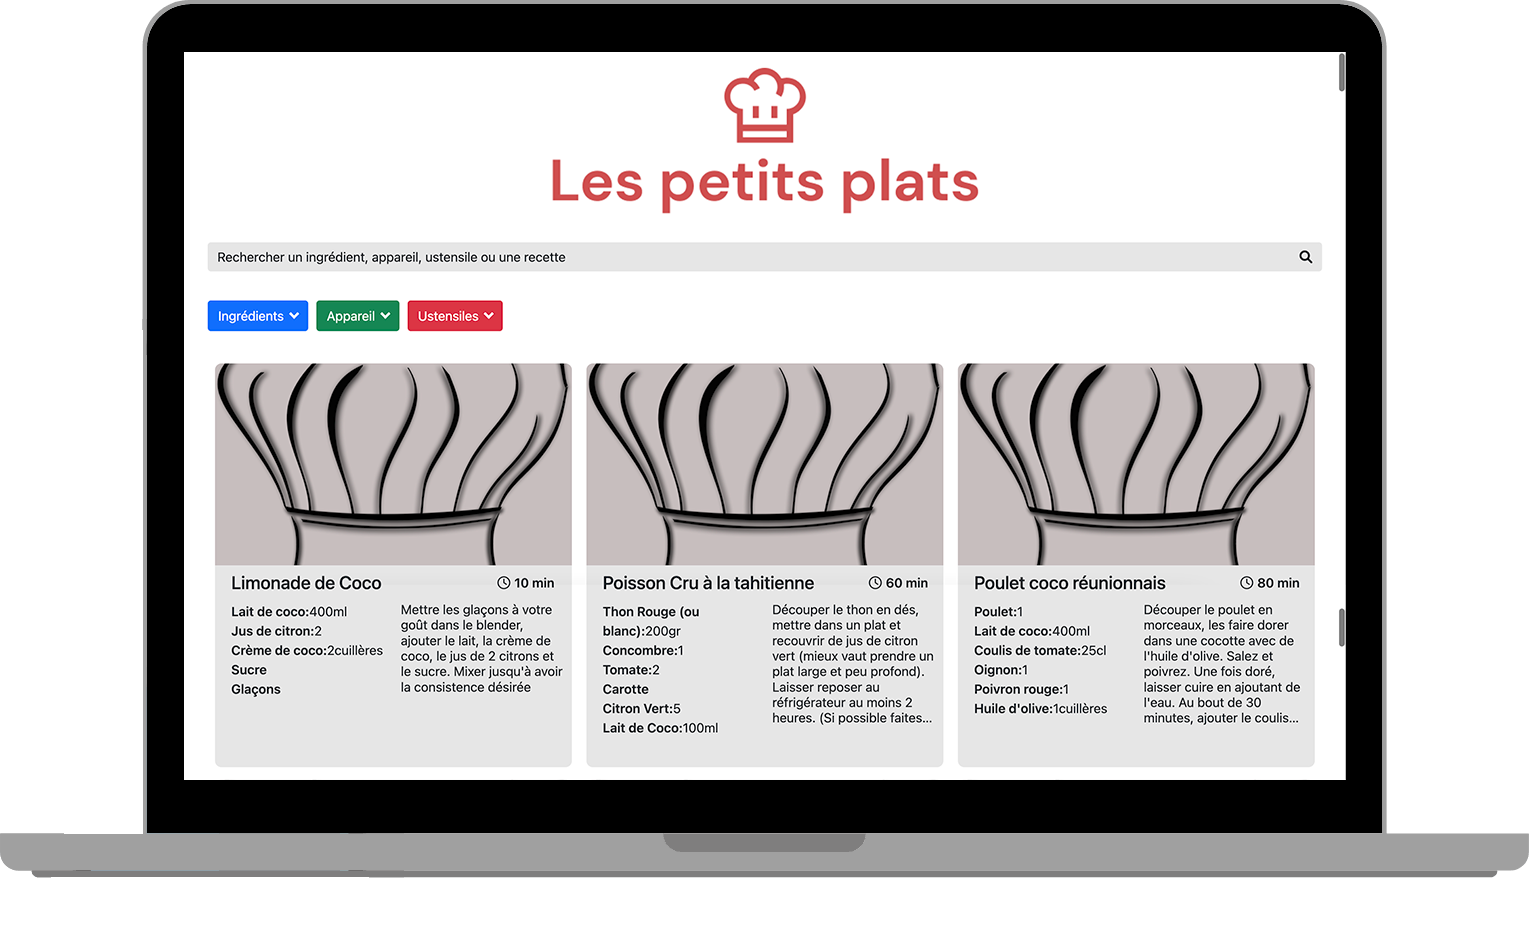 Les petits plats
Rechercher un ingrédient, appareil, ustensile ou une recette
Ingrédients
Appareil
Ustensiles
Limonade de Coco
10 min
Lait de coco:400ml
Jus de citron:2
Crème de coco:2cuillères
Sucre
Glaçons
Mettre les glaçons à votre
goût dans le blender,
ajouter le lait, la crème de
coco, le jus de 2 citrons et
le sucre. Mixer jusqu'à avoir
la consistence désirée
Poisson Cru à la tahitienne
60 min
Thon Rouge (ou
blanc):200gr
Concombre:1
Tomate:2
Carotte
Citron Vert:5
Lait de Coco:100ml
Découper le thon en dés,
mettre dans un plat et
recouvrir de jus de citron
vert (mieux vaut prendre un
plat large et peu profond).
Laisser reposer au
réfrigérateur au moins 2
heures. (Si possible faites...
Poulet coco réunionnais
80 min
Poulet:1
Lait de coco:400ml
Coulis de tomate:25cl
Oignon:1
Poivron rouge:1
Huile d'olive:1cuillères
Découper le poulet en
morceaux, les faire dorer
dans une cocotte avec de
l'huile d'olive. Salez et
poivrez. Une fois doré,
laisser cuire en ajoutant de
l'eau. Au bout de 30
minutes, ajouter le coulis...